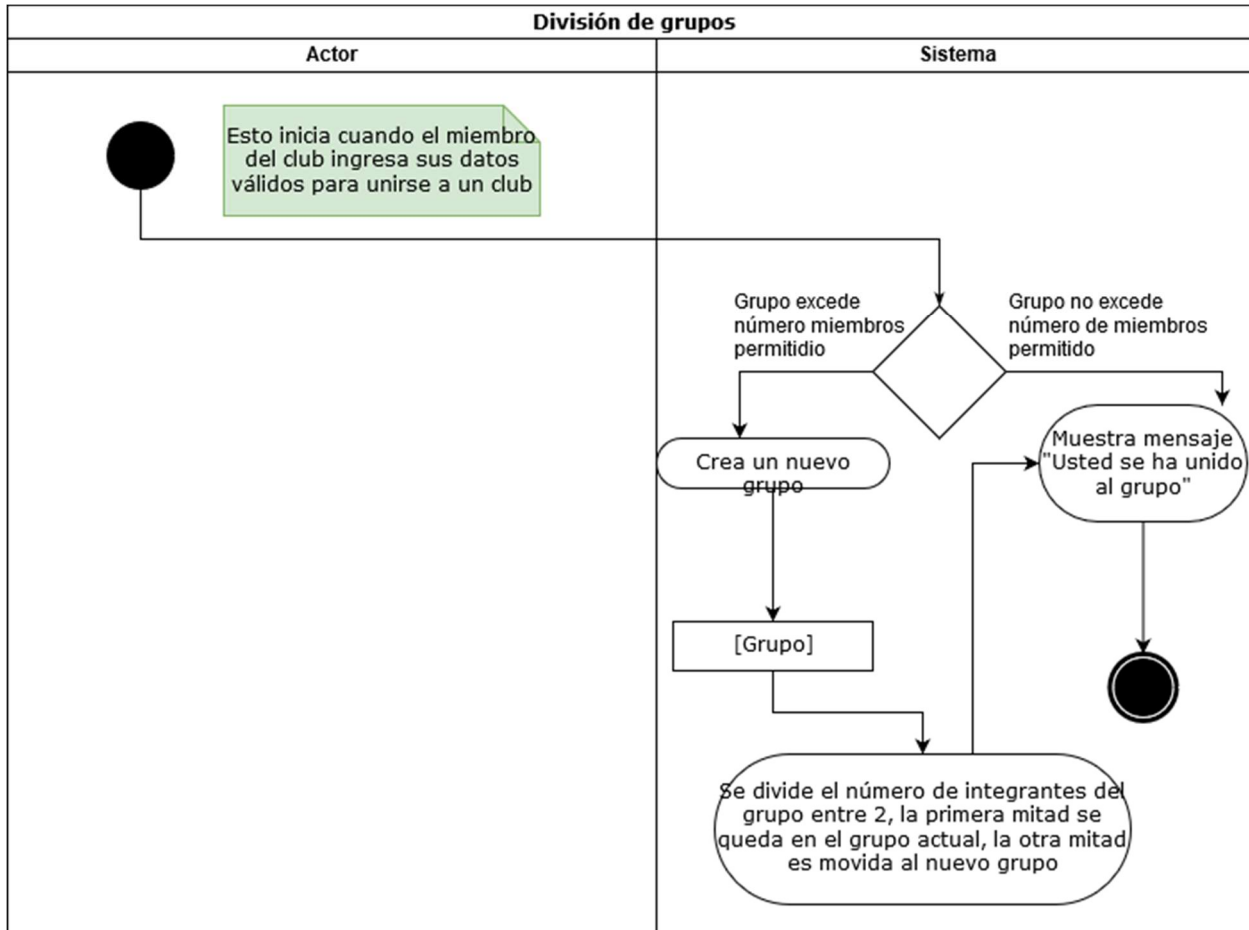 División de grupos
Actor
Sistema
Esto inicia cuando el miembro
del club ingresa sus datos
válidos para unirse a un club
Grupo excede
número miembros
permitidio
Grupo no excede
número de miembros
permitido
Crea un nuevo
grupo
Muestra mensaje
"Usted se ha unido
al grupo"
[Grupo]
Se divide el número de integrantes del
grupo entre 2, la primera mitad se
queda en el grupo actual, la otra mitad
es movida al nuevo grupo